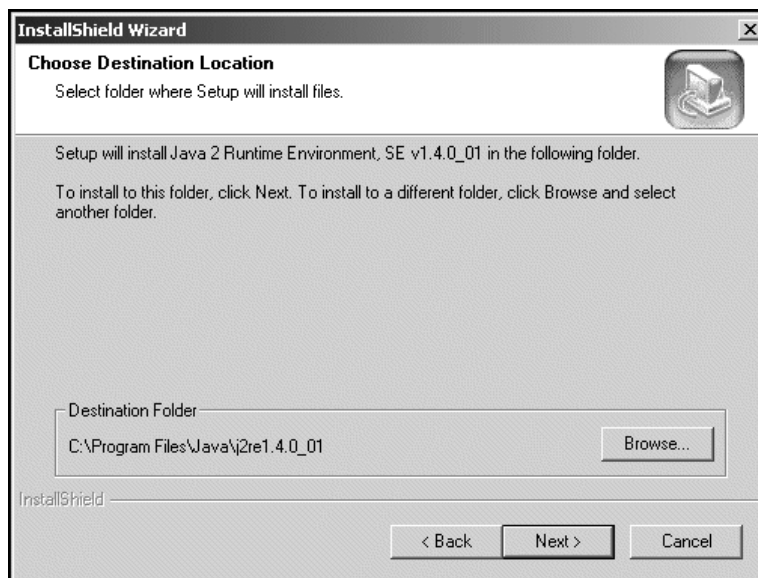 InstallShield Wizard
Choose Destination Location
Select folder where Setup will install files.
Setup will install Java 2 Runtime Environment, SE v1.4.0_01 in the following folder.
To install to this folder, click Next. To install to a different folder, click Browse and select
another folder.
Destination Folder
C:\Program Files\Java\j2re1.4.0_01
Browse...
InstallShield
< Back
Next >
Cancel